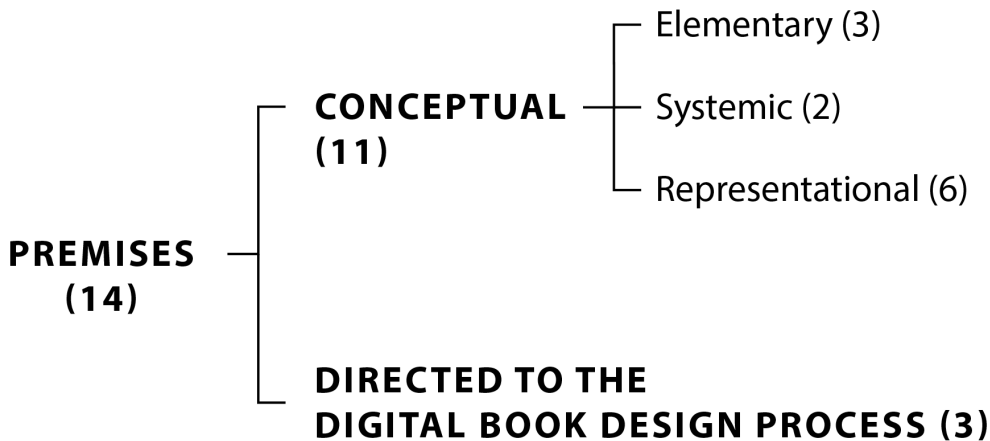 PREMISES
(14)
CONCEPTUAL
(11)
Elementary (3)
Systemic (2)
Representational (6)
DIRECTED TO THE
DIGITAL BOOK DESIGN PROCESS (3)